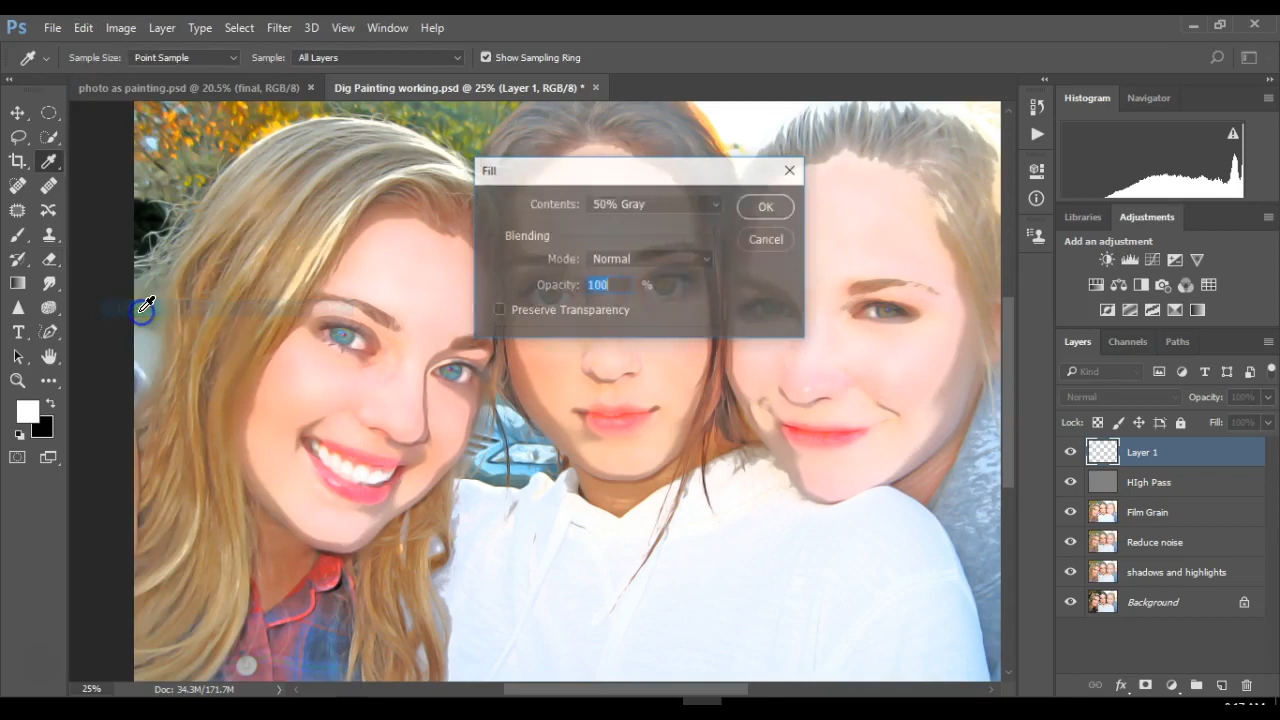 Ps File Edit Image Layer Type Select Filter 3D View Window Help
Sample Size: Point Sample Sample: All Layers Show Sampling Ring
photo as painting.psd @ 20.5% (final, RGB/8) × Dig Painting working.psd @ 25% (Layer 1, RGB/8) * ×
Histogram Navigator
Fill
Contents: 50% Gray OK
Blending Cancel
Mode: Normal
Opacity: 100 %
Preserve Transparency
Libraries Adjustments
Add an adjustment
Layers Channels Paths
Kind
Normal Opacity: 100%
Lock: Fill: 100%
Layer 1
HIgh Pass
Film Grain
Reduce noise
shadows and highlights
Background
25% Doc: 34.3M/171.7M